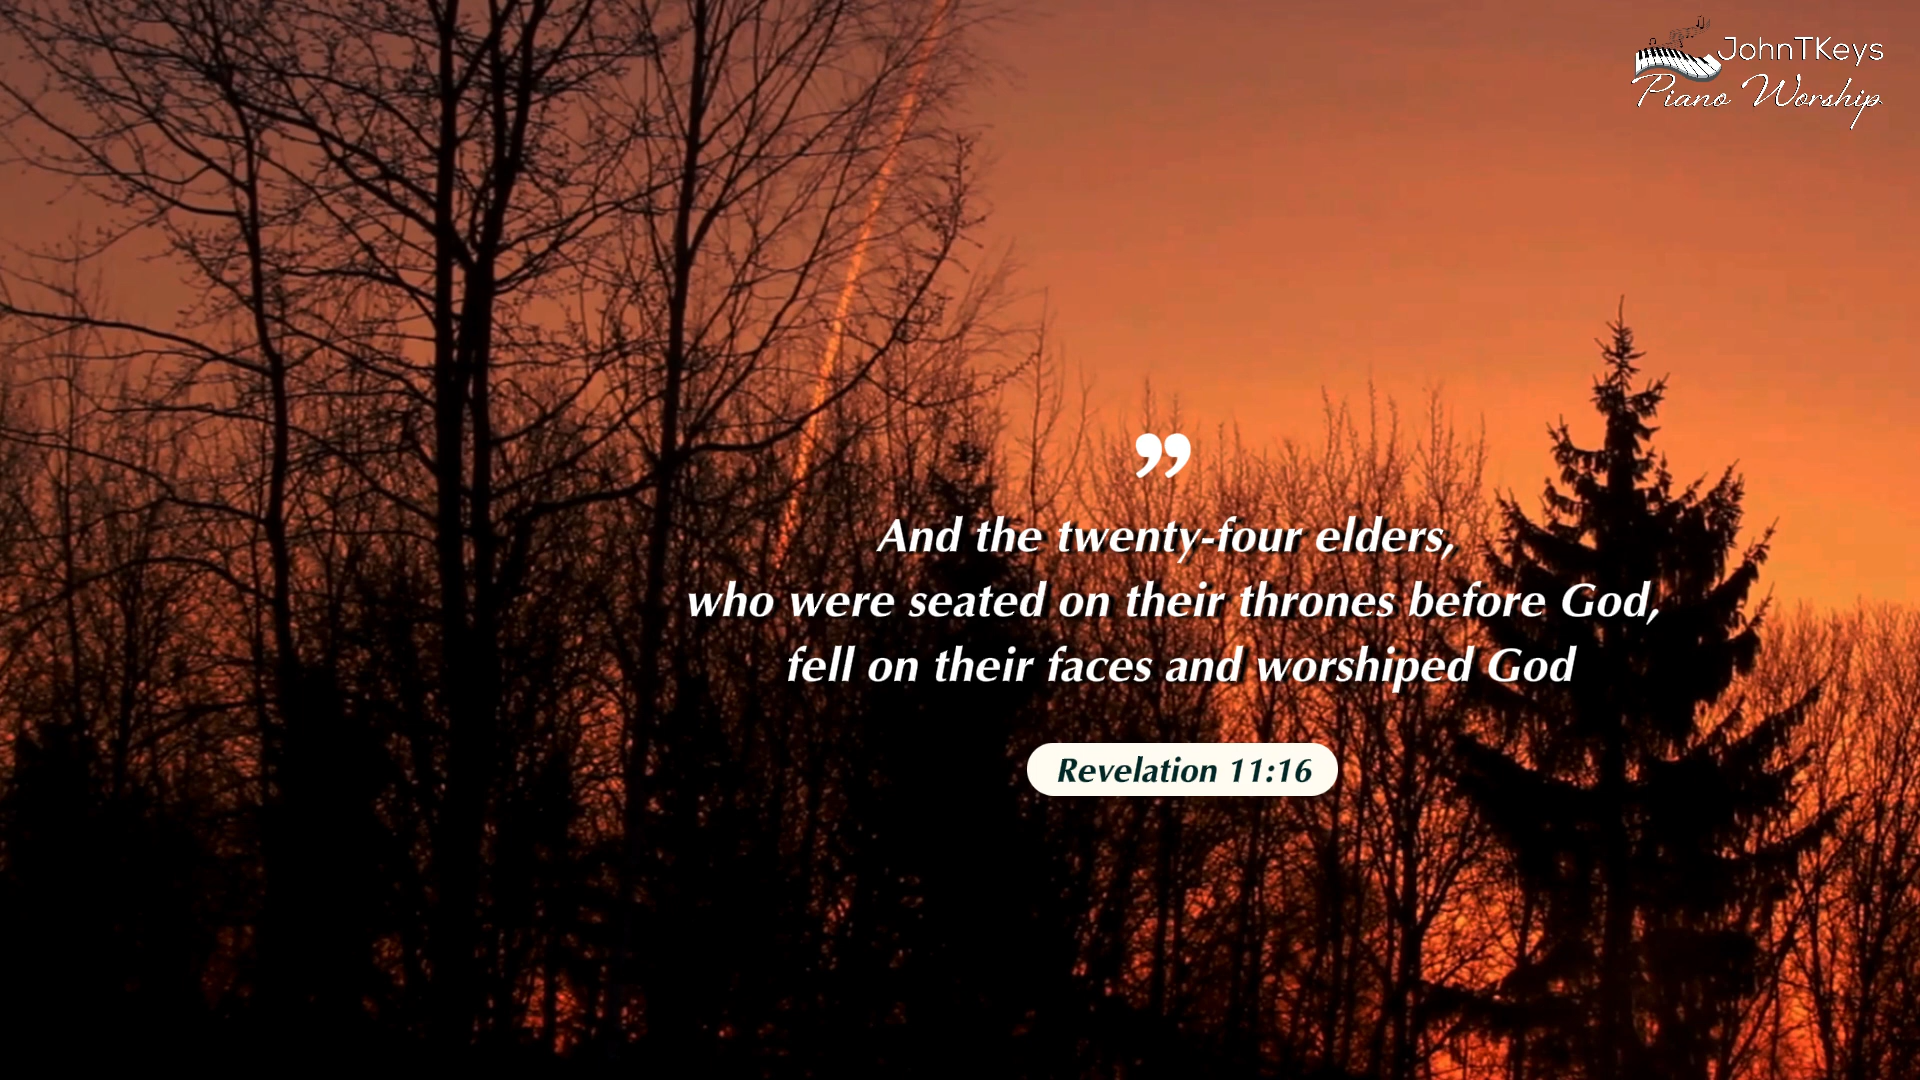 JohnTKeys
Piano Worship
”
And the twenty-four elders,
who were seated on their thrones before God,
fell on their faces and worshiped God
Revelation 11:16